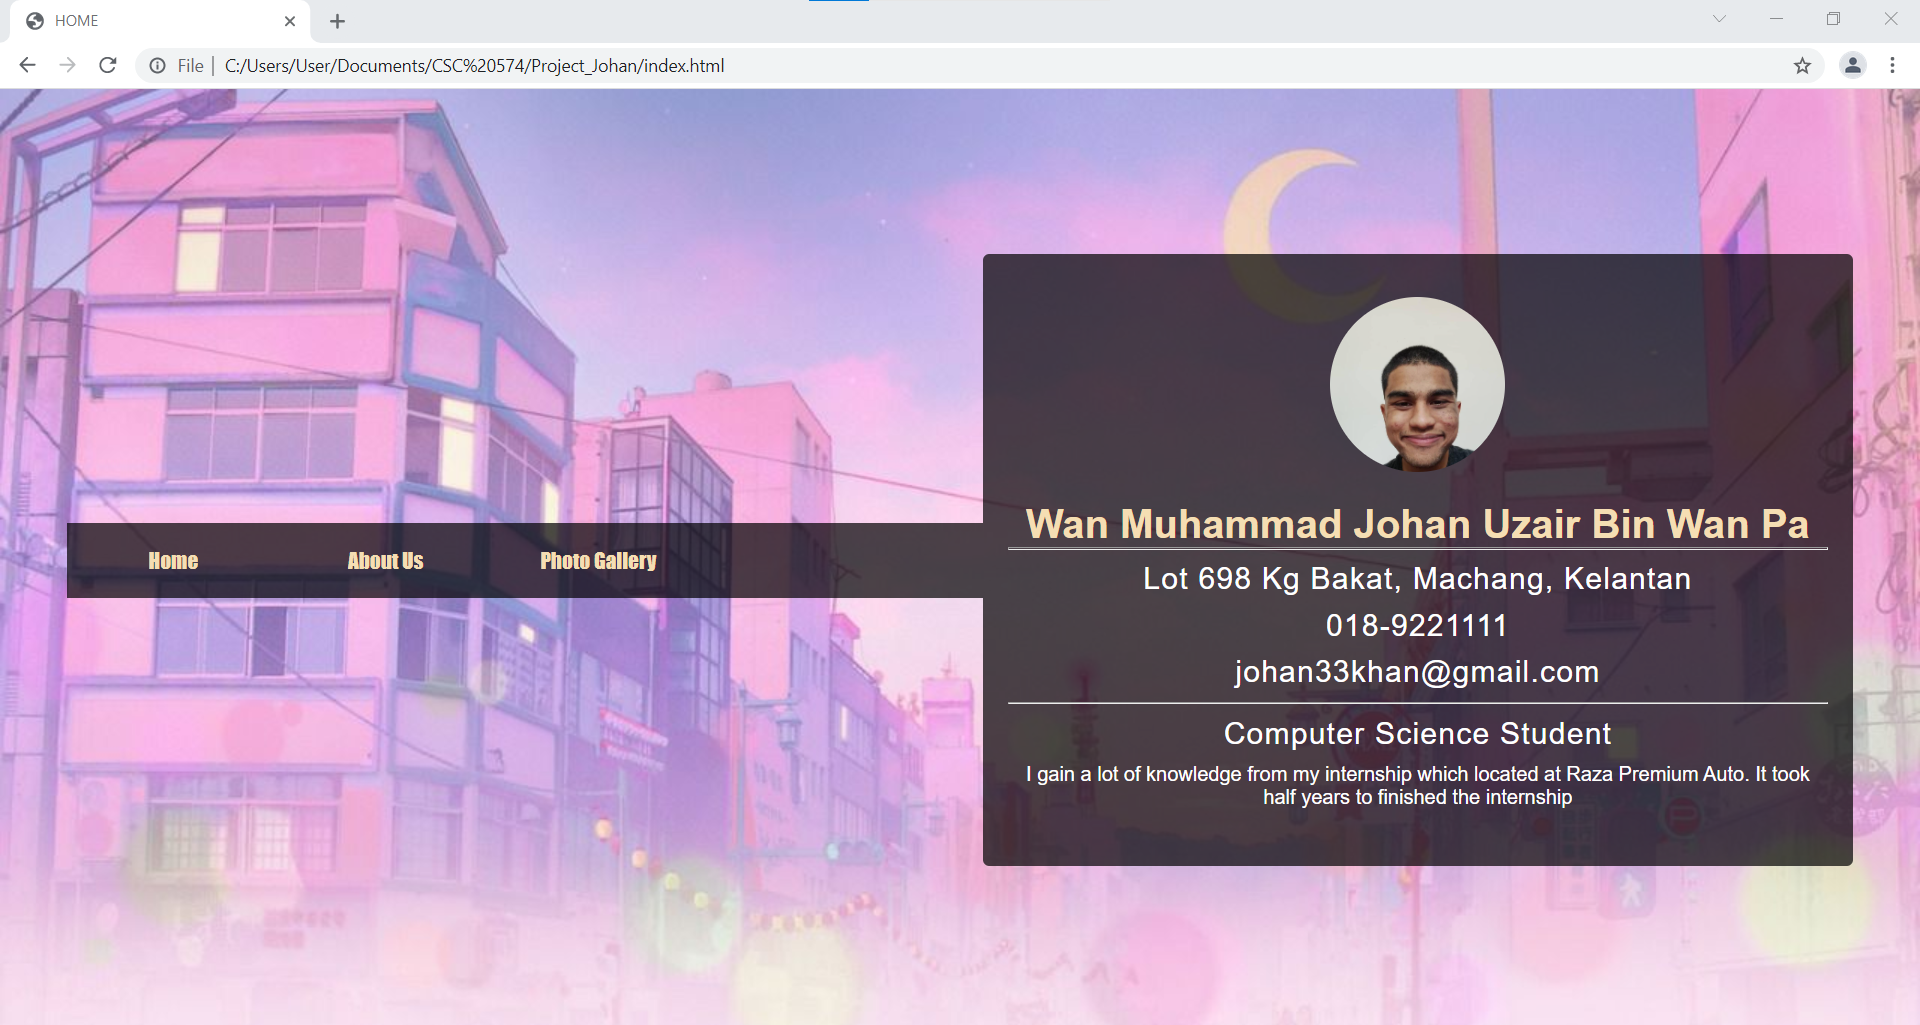 HOME
File
C:/Users/User/Documents/CSC%20574/Project_Johan/index.html
Home
About Us
Photo Gallery
Wan Muhammad Johan Uzair Bin Wan Pa
Lot 698 Kg Bakat, Machang, Kelantan
018-9221111
johan33khan@gmail.com
Computer Science Student
I gain a lot of knowledge from my internship which located at Raza Premium Auto. It took
half years to finished the internship